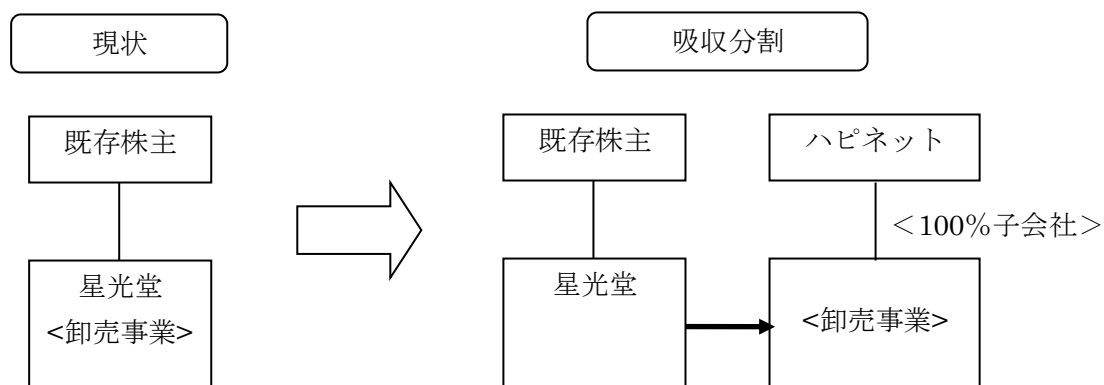 現状
既存株主
星光堂
<卸売事業>
吸収分割
既存株主
ハピネット
<100%子会社>
星光堂
<卸売事業>